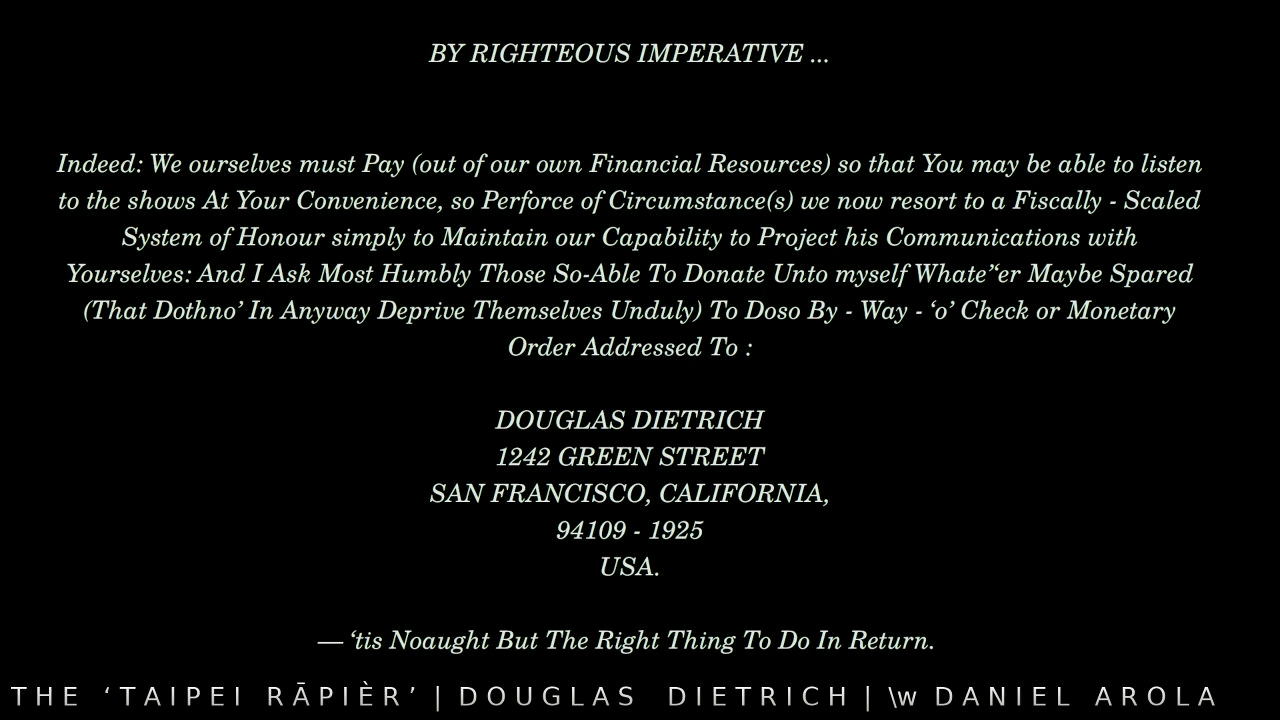 BY RIGHTEOUS IMPERATIVE ...
Indeed: We ourselves must Pay (out of our own Financial Resources) so that You may be able to listen
to the shows At Your Convenience, so Perforce of Circumstance(s) we now resort to a Fiscally - Scaled
System of Honour simply to Maintain our Capability to Project his Communications with
Yourselves: And I Ask Most Humbly Those So-Able To Donate Unto myself Whate”er Maybe Spared
(That Dothno’ In Anyway Deprive Themselves Unduly) To Doso By - Way - ‘o’ Check or Monetary
Order Addressed To :
DOUGLAS DIETRICH
1242 GREEN STREET
SAN FRANCISCO, CALIFORNIA,
94109 - 1925
USA.
— ‘tis Noaught But The Right Thing To Do In Return.
THE ‘TAIPEI RĀPIÈR’ | DOUGLAS DIETRICH | \w DANIEL AROLA